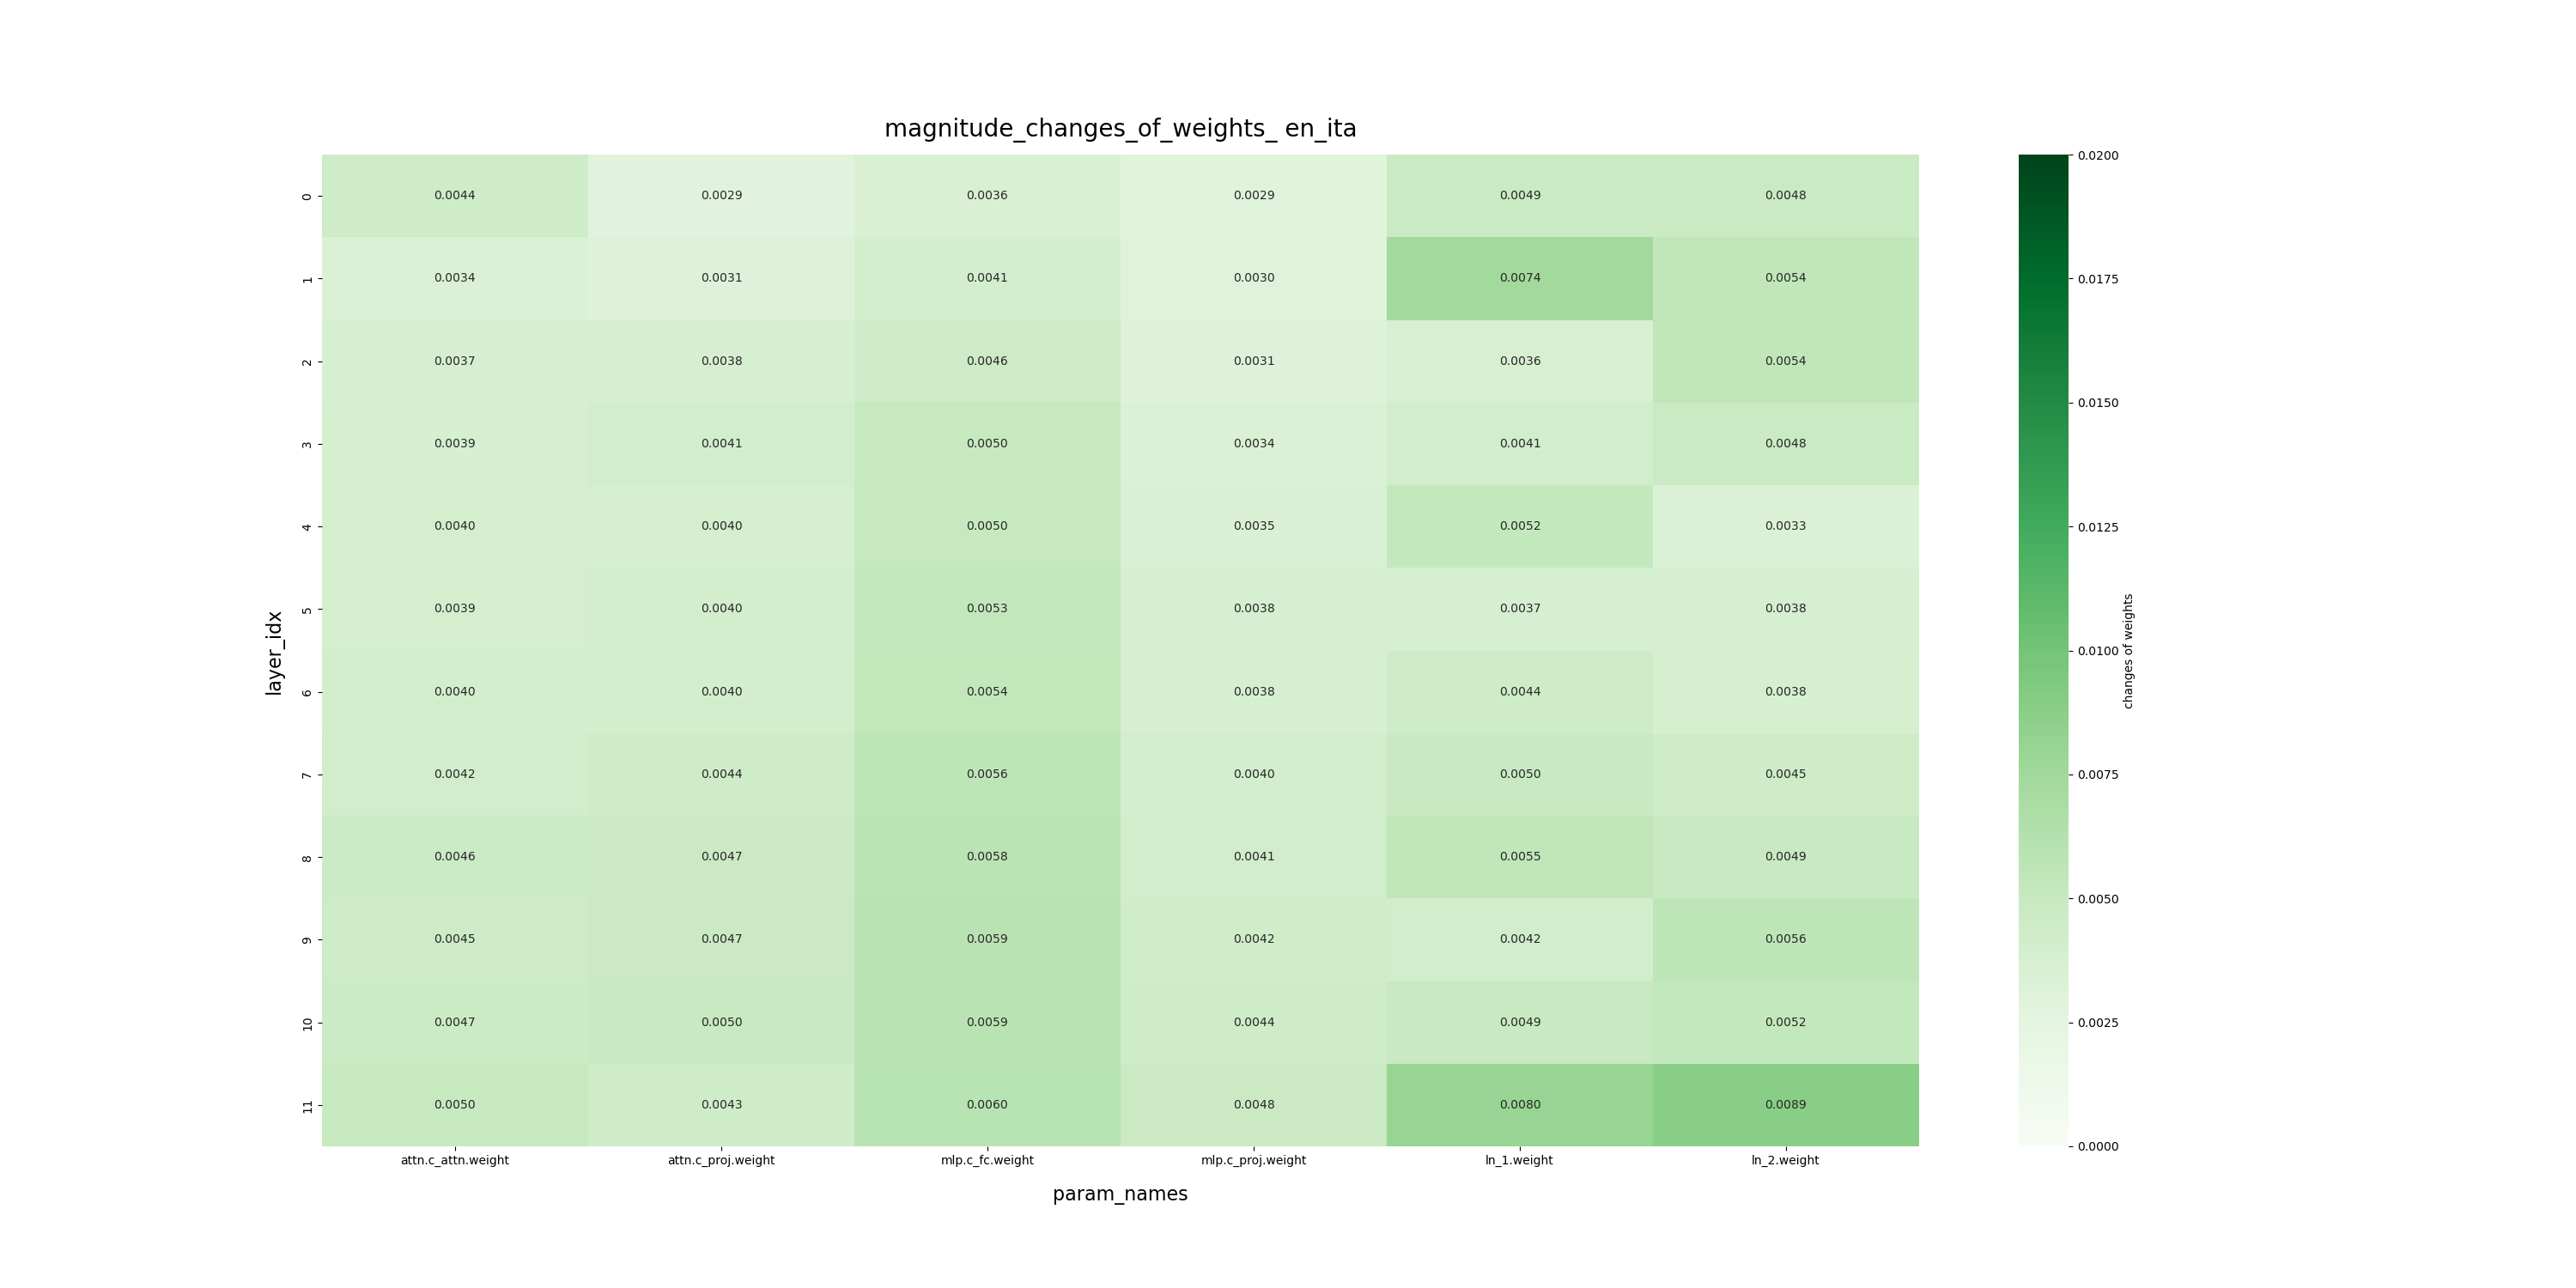 magnitude_changes_of_weights_ en_ita
layer_idx
0 0.0044 0.0029 0.0036 0.0029 0.0049 0.0048
1 0.0034 0.0031 0.0041 0.0030 0.0074 0.0054
2 0.0037 0.0038 0.0046 0.0031 0.0036 0.0054
3 0.0039 0.0041 0.0050 0.0034 0.0041 0.0048
4 0.0040 0.0040 0.0050 0.0035 0.0052 0.0033
5 0.0039 0.0040 0.0053 0.0038 0.0037 0.0038
6 0.0040 0.0040 0.0054 0.0038 0.0044 0.0038
7 0.0042 0.0044 0.0056 0.0040 0.0050 0.0045
8 0.0046 0.0047 0.0058 0.0041 0.0055 0.0049
9 0.0045 0.0047 0.0059 0.0042 0.0042 0.0056
10 0.0047 0.0050 0.0059 0.0044 0.0049 0.0052
11 0.0050 0.0043 0.0060 0.0048 0.0080 0.0089
attn.c_attn.weight attn.c_proj.weight mlp.c_fc.weight mlp.c_proj.weight ln_1.weight ln_2.weight
param_names
0.0200
0.0175
0.0150
0.0125
0.0100
0.0075
0.0050
0.0025
0.0000
changes of weights